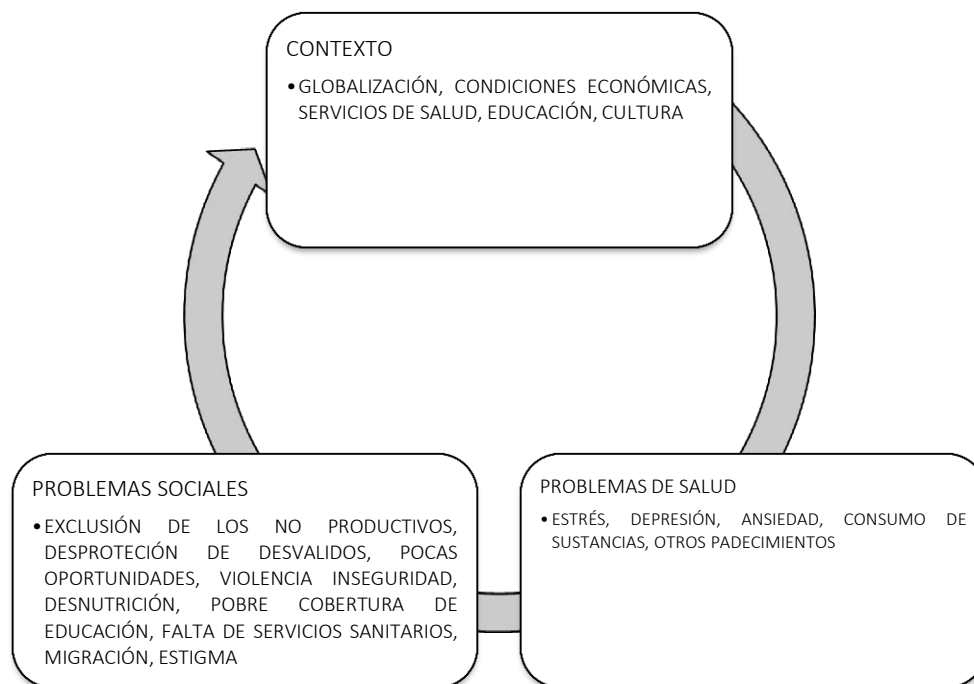 CONTEXTO
•GLOBALIZACIÓN, CONDICIONES ECONÓMICAS,
SERVICIOS DE SALUD, EDUCACIÓN, CULTURA
PROBLEMAS SOCIALES
•EXCLUSIÓN DE LOS NO PRODUCTIVOS,
DESPROTECIÓN DE DESVALIDOS, POCAS
OPORTUNIDADES, VIOLENCIA INSEGURIDAD,
DESNUTRICIÓN, POBRE COBERTURA DE
EDUCACIÓN, FALTA DE SERVICIOS SANITARIOS,
MIGRACIÓN, ESTIGMA
PROBLEMAS DE SALUD
•ESTRÉS, DEPRESIÓN, ANSIEDAD, CONSUMO DE
SUSTANCIAS, OTROS PADECIMIENTOS